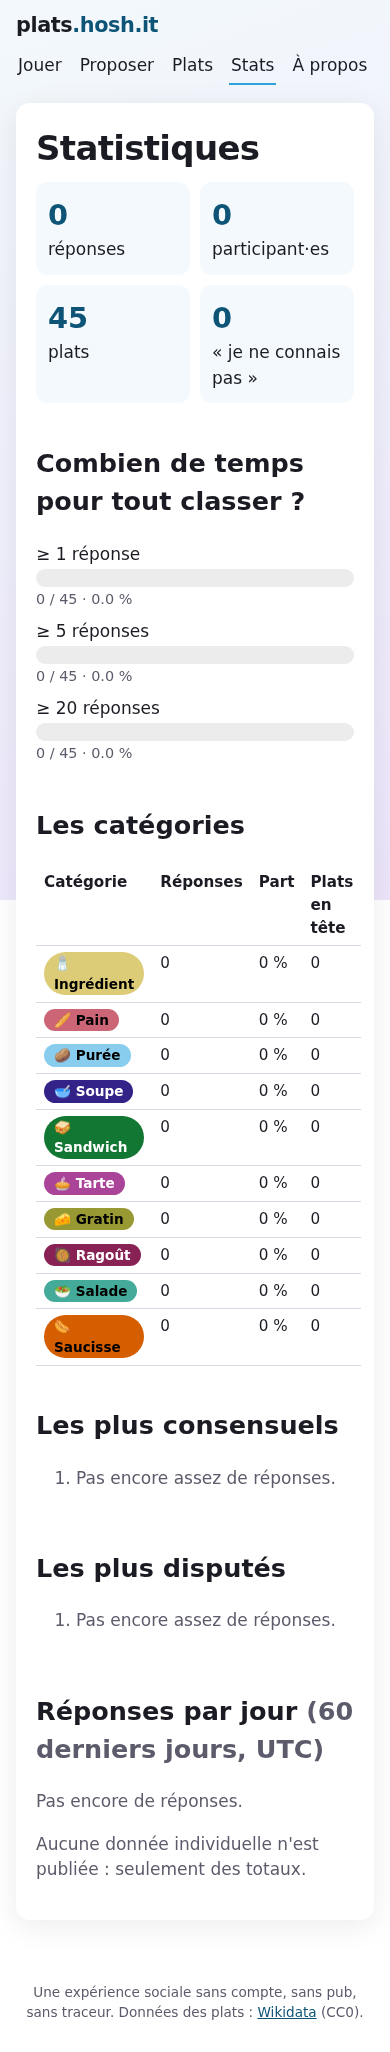 plats.hosh.it
Jouer Proposer Plats Stats À propos
Statistiques
0 0
réponses participant·es
45 0
plats « je ne connais
pas »
Combien de temps
pour tout classer ?
≥ 1 réponse
0 / 45 · 0.0 %
≥ 5 réponses
0 / 45 · 0.0 %
≥ 20 réponses
0 / 45 · 0.0 %
Les catégories
Catégorie Réponses Part Plats
en
tête
0 0 % 0
Ingrédient
Pain 0 0 % 0
Purée 0 0 % 0
Soupe 0 0 % 0
0 0 % 0
Sandwich
Tarte 0 0 % 0
Gratin 0 0 % 0
Ragoût 0 0 % 0
Salade 0 0 % 0
0 0 % 0
Saucisse
Les plus consensuels
1. Pas encore assez de réponses.
Les plus disputés
1. Pas encore assez de réponses.
Réponses par jour (60
derniers jours, UTC)
Pas encore de réponses.
Aucune donnée individuelle n'est
publiée : seulement des totaux.
Une expérience sociale sans compte, sans pub,
sans traceur. Données des plats : Wikidata (CC0).